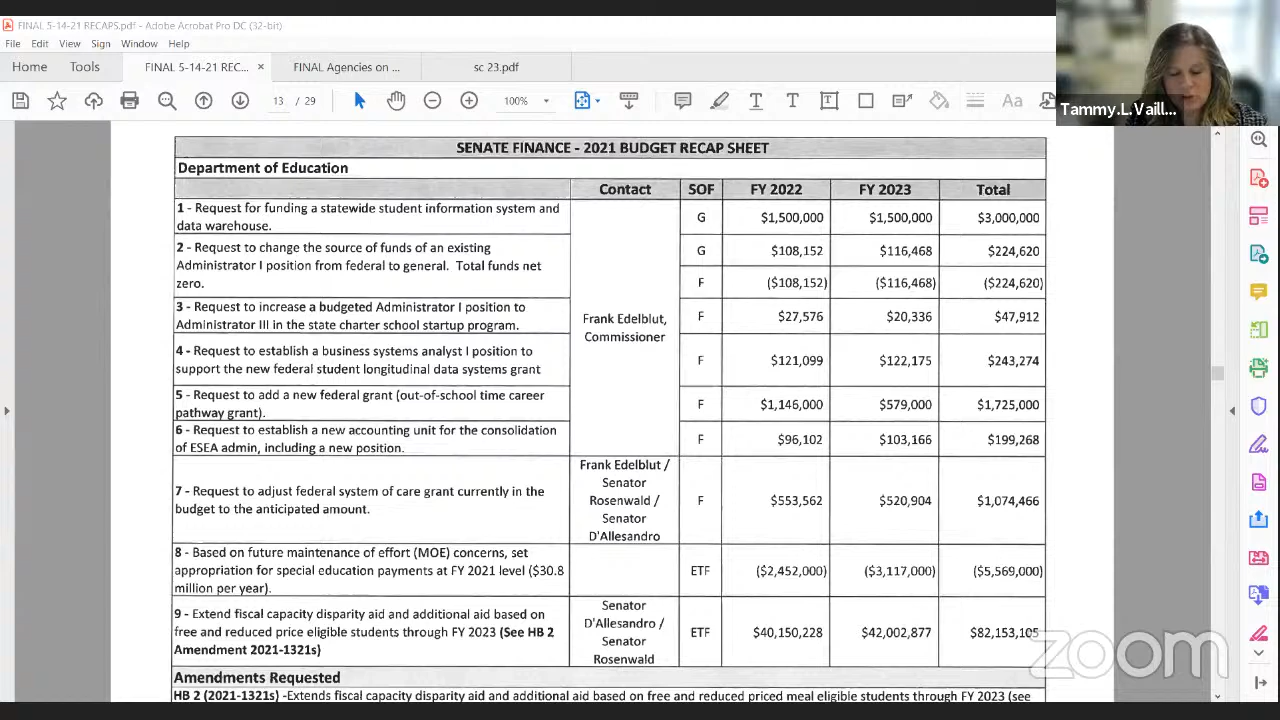 FINAL 5-14-21 RECAPS.pdf - Adobe Acrobat Pro DC (32-bit)
File Edit View Sign Window Help
Home Tools FINAL 5-14-21 REC... × FINAL Agencies on ... sc 23.pdf
13 / 29 100%
Tammy.L.Vaill...
SENATE FINANCE - 2021 BUDGET RECAP SHEET
Department of Education
Contact SOF FY 2022 FY 2023 Total
1 - Request for funding a statewide student information system and
data warehouse.
G $1,500,000 $1,500,000 $3,000,000
2 - Request to change the source of funds of an existing
Administrator I position from federal to general. Total funds net
zero.
G $108,152 $116,468 $224,620
F ($108,152) ($116,468) ($224,620)
3 - Request to increase a budgeted Administrator I position to
Administrator III in the state charter school startup program.
Frank Edelblut,
Commissioner
F $27,576 $20,336 $47,912
4 - Request to establish a business systems analyst I position to
support the new federal student longitudinal data systems grant
F $121,099 $122,175 $243,274
5 - Request to add a new federal grant (out-of-school time career
pathway grant).
F $1,146,000 $579,000 $1,725,000
6 - Request to establish a new accounting unit for the consolidation
of ESEA admin, including a new position.
F $96,102 $103,166 $199,268
7 - Request to adjust federal system of care grant currently in the
budget to the anticipated amount.
Frank Edelblut /
Senator
Rosenwald /
Senator
D'Allesandro
F $553,562 $520,904 $1,074,466
8 - Based on future maintenance of effort (MOE) concerns, set
appropriation for special education payments at FY 2021 level ($30.8
million per year).
ETF ($2,452,000) ($3,117,000) ($5,569,000)
9 - Extend fiscal capacity disparity aid and additional aid based on
free and reduced price eligible students through FY 2023 (See HB 2
Amendment 2021-1321s)
Senator
D'Allesandro /
Senator
Rosenwald
ETF $40,150,228 $42,002,877 $82,153,105
Amendments Requested
HB 2 (2021-1321s) -Extends fiscal capacity disparity aid and additional aid based on free and reduced priced meal eligible students through FY 2023 (see
zoom